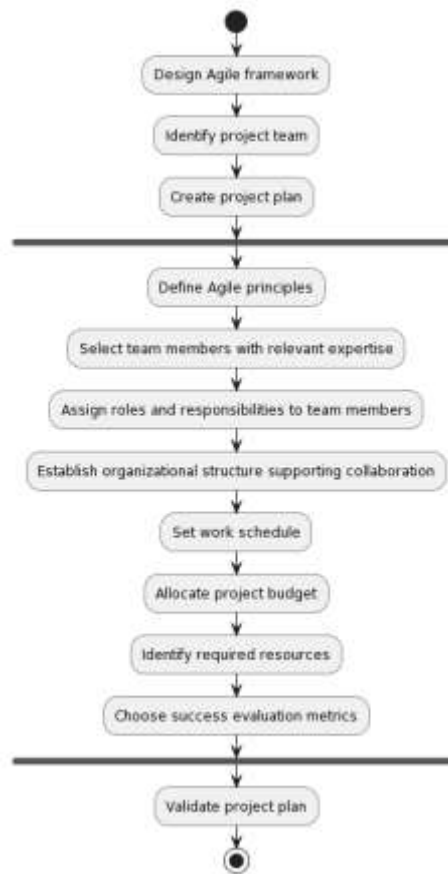 Design Agile framework
Identify project team
Create project plan
Define Agile principles
Select team members with relevant expertise
Assign roles and responsibilities to team members
Establish organizational structure supporting collaboration
Set work schedule
Allocate project budget
Identify required resources
Choose success evaluation metrics
Validate project plan